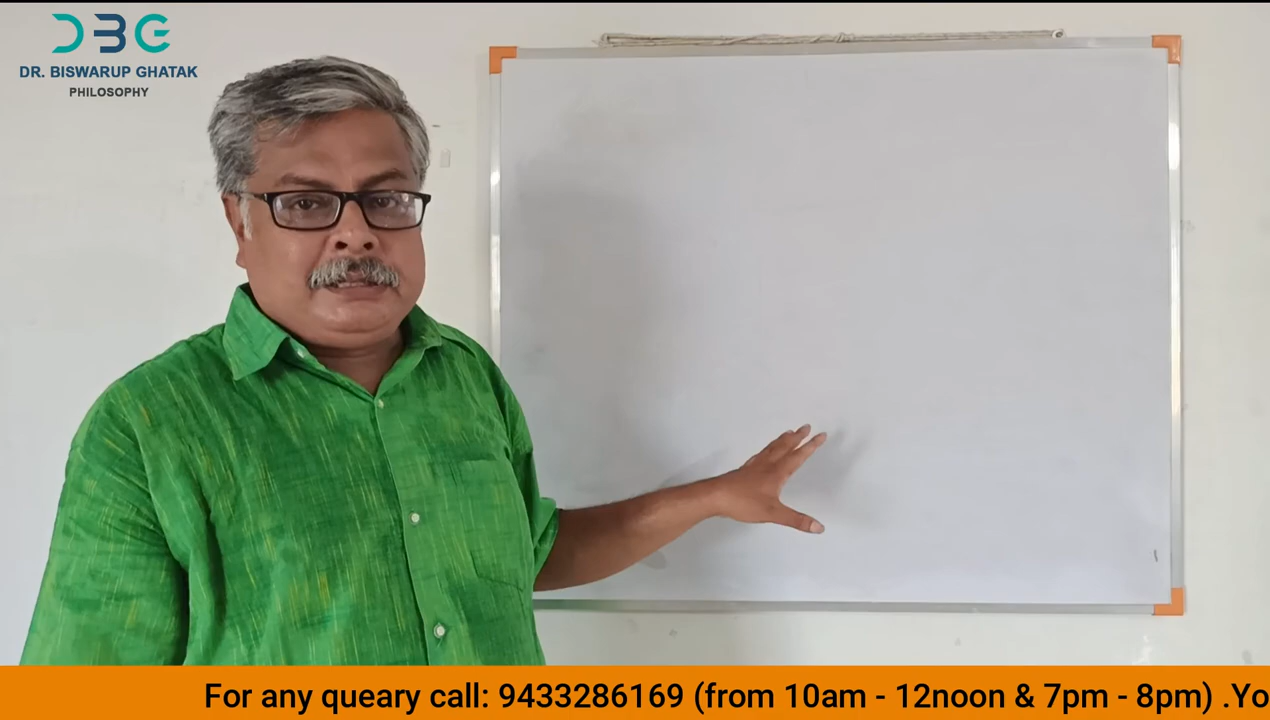 DBG
DR. BISWARUP GHATAK
PHILOSOPHY
For any queary call: 9433286169 (from 10am - 12noon & 7pm - 8pm) .Yo